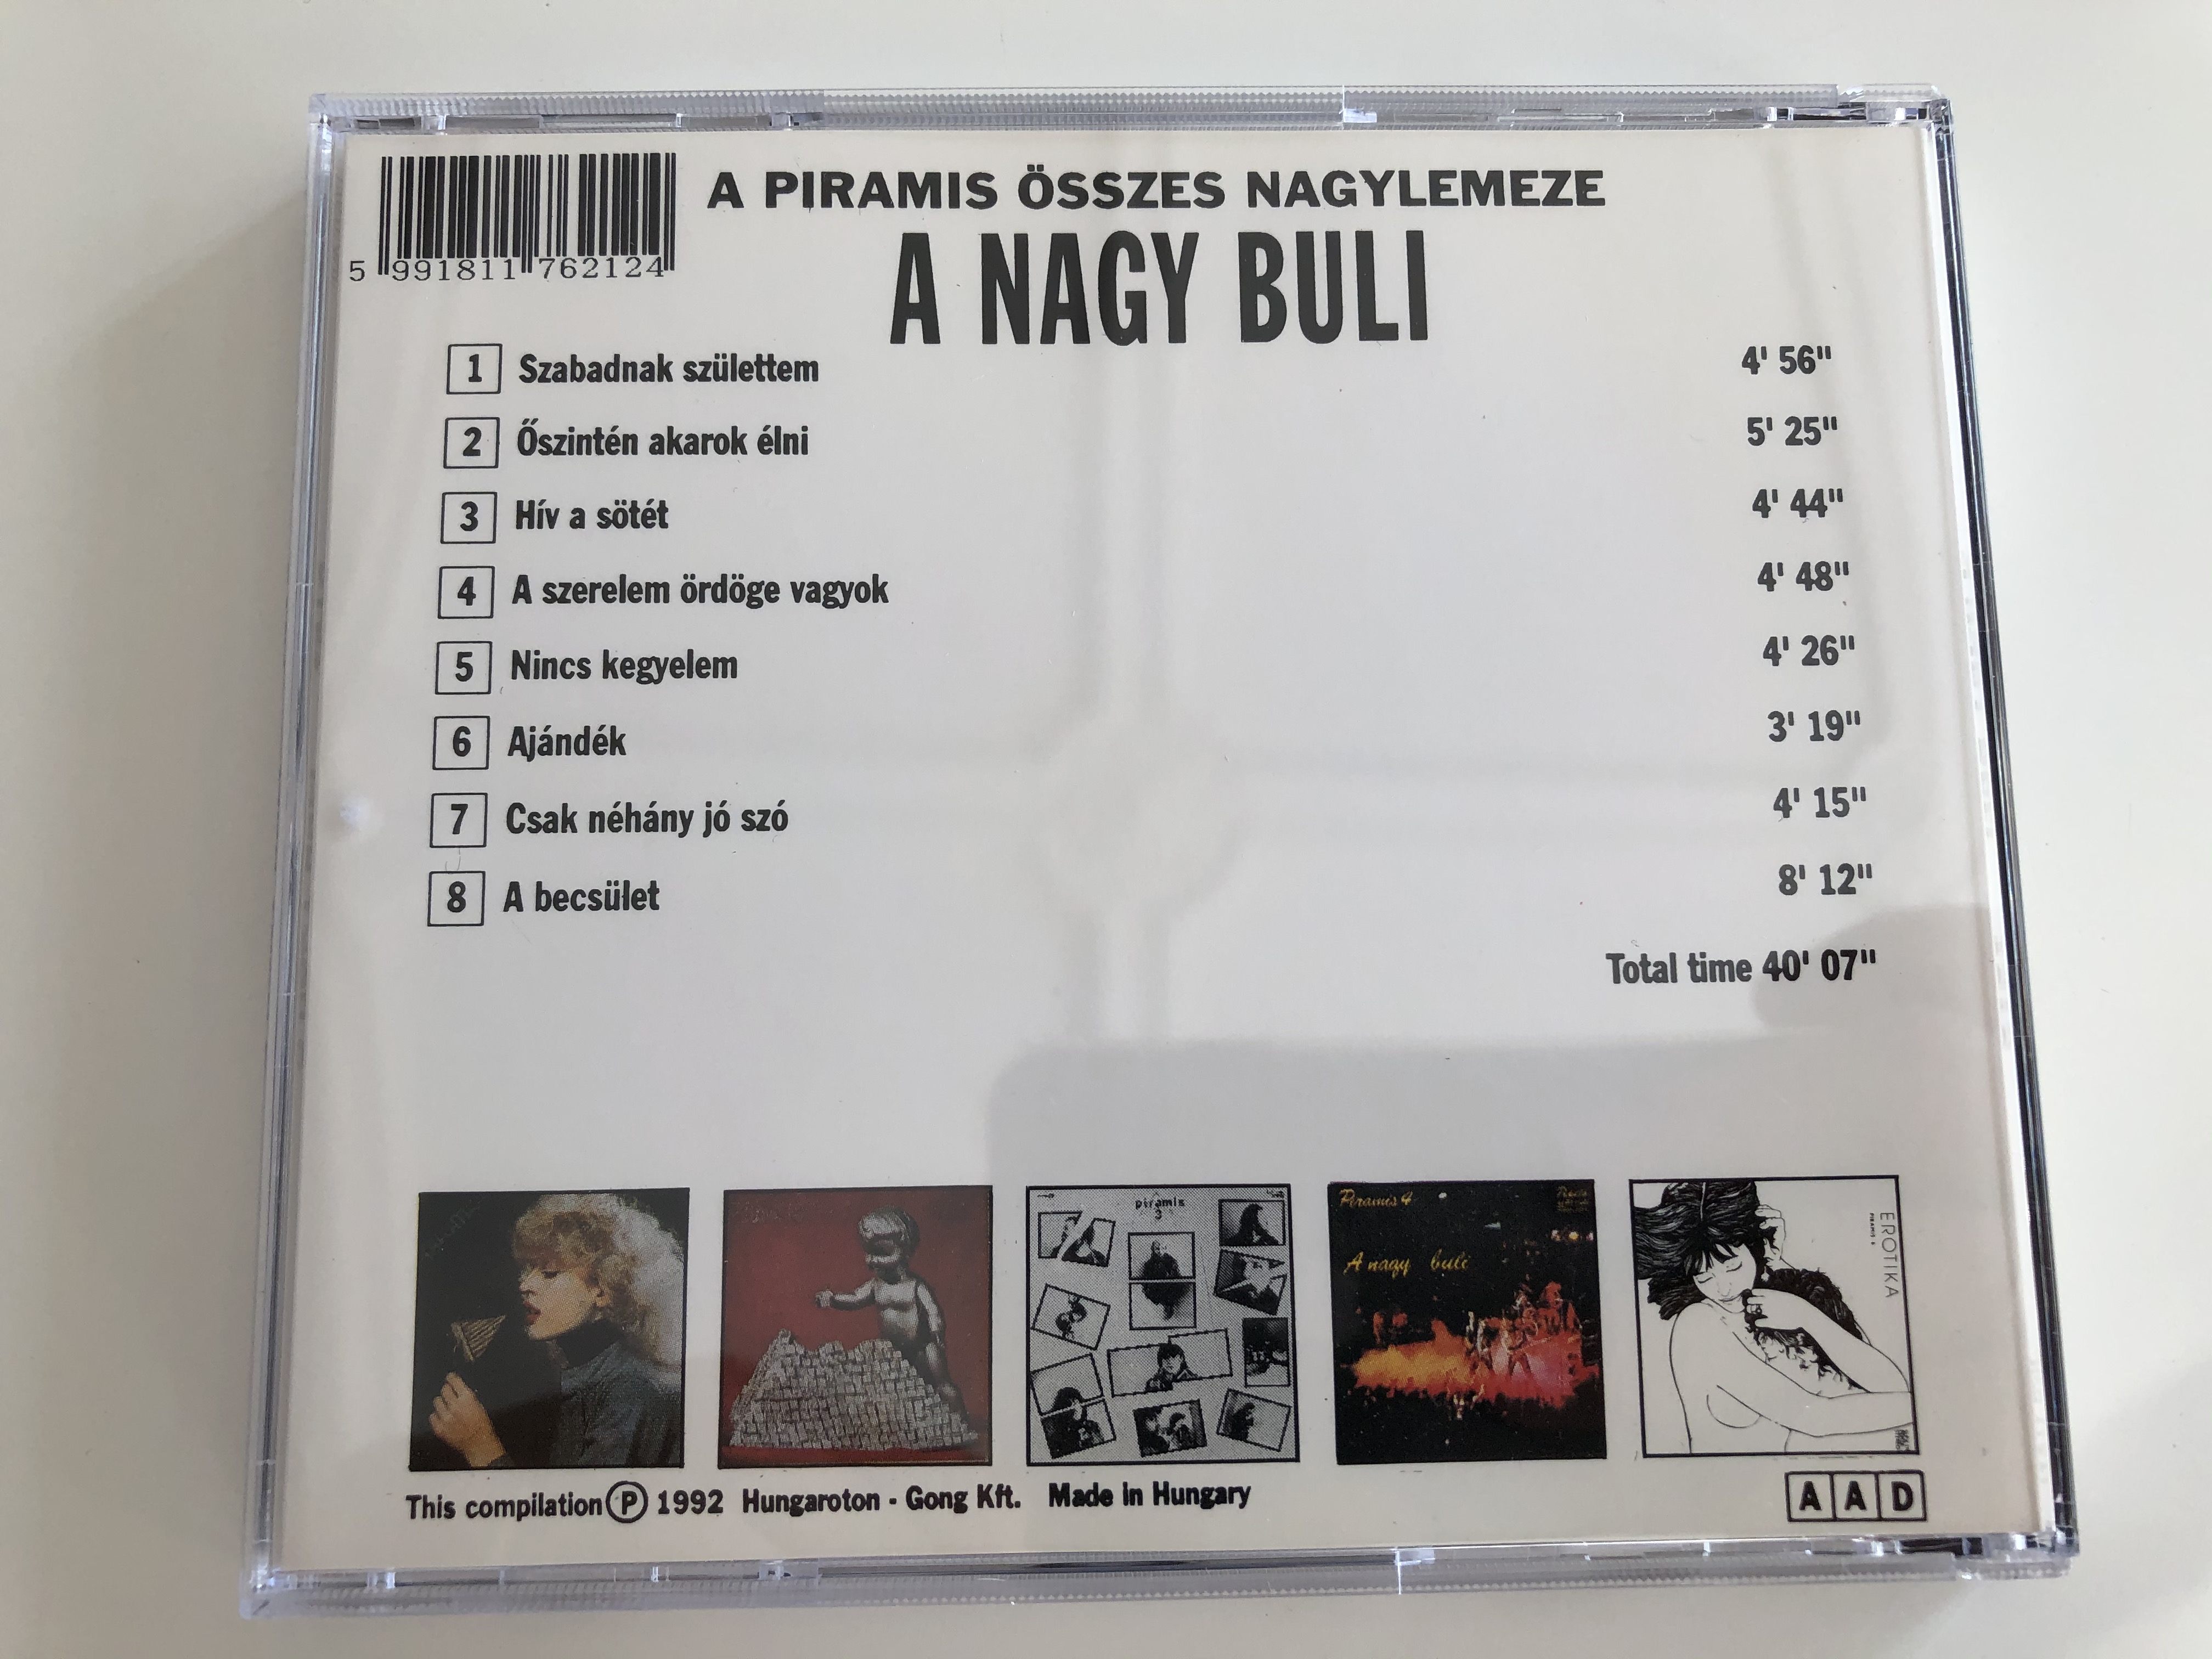 A PIRAMIS ÖSSZES NAGYLEMEZE
5 991811 762124
A NAGY BULI
1 Szabadnak születtem 4' 56"
2 Őszintén akarok élni 5' 25"
3 Hív a sötét 4' 44"
4 A szerelem ördöge vagyok 4' 48"
5 Nincs kegyelem 4' 26"
6 Ajándék 3' 19"
7 Csak néhány jó szó 4' 15"
8 A becsület 8' 12"
Total time 40' 07"
piramis
3
Piramis 4
A nagy buli
EROTIKA
This compilation Ⓟ 1992 Hungaroton - Gong Kft. Made in Hungary
A A D